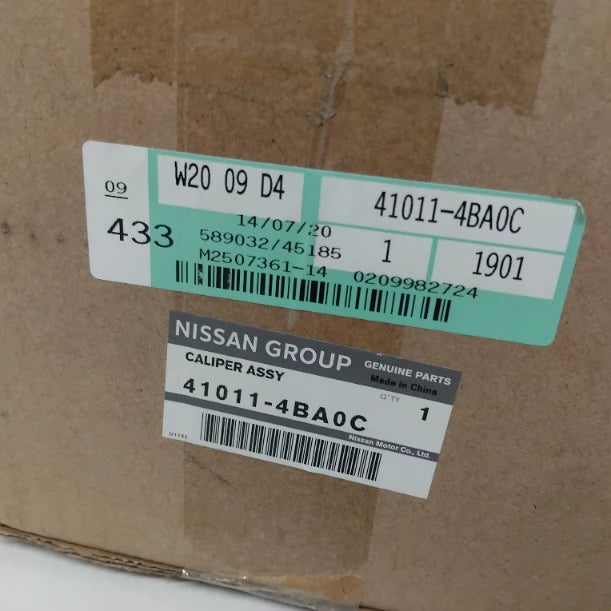 09
433
W20 09 D4
41011-4BA0C
14/07/20
589032/45185
1
1901
M2507361-14 0209982724
NISSAN GROUP GENUINE PARTS
CALIPER ASSY
Made in China
41011-4BA0C
Q'TY
1
Nissan Motor Co., Ltd.